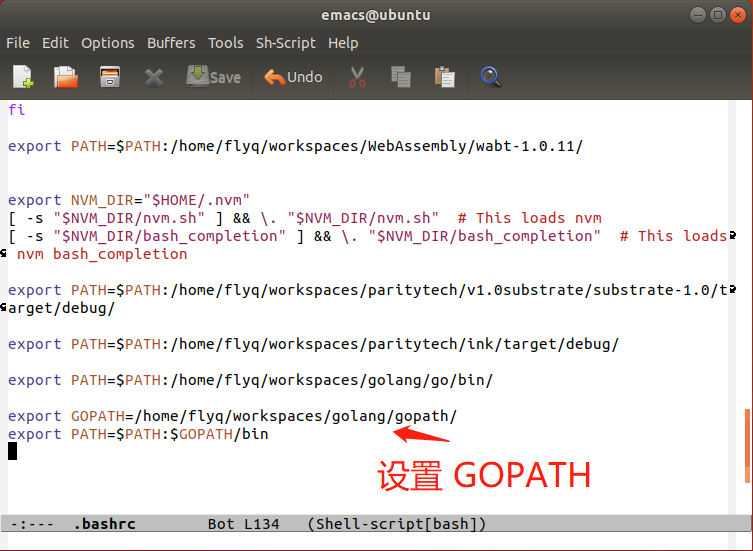 emacs@ubuntu
File Edit Options Buffers Tools Sh-Script Help
Save Undo
fi
export PATH=$PATH:/home/flyq/workspaces/WebAssembly/wabt-1.0.11/
export NVM_DIR="$HOME/.nvm"
[ -s "$NVM_DIR/nvm.sh" ] && \. "$NVM_DIR/nvm.sh"  # This loads nvm
[ -s "$NVM_DIR/bash_completion" ] && \. "$NVM_DIR/bash_completion"  # This loads
 nvm bash_completion
export PATH=$PATH:/home/flyq/workspaces/paritytech/v1.0substrate/substrate-1.0/t
arget/debug/
export PATH=$PATH:/home/flyq/workspaces/paritytech/ink/target/debug/
export PATH=$PATH:/home/flyq/workspaces/golang/go/bin/
export GOPATH=/home/flyq/workspaces/golang/gopath/
export PATH=$PATH:$GOPATH/bin
设置 GOPATH
-:---  .bashrc        Bot L134   (Shell-script[bash])